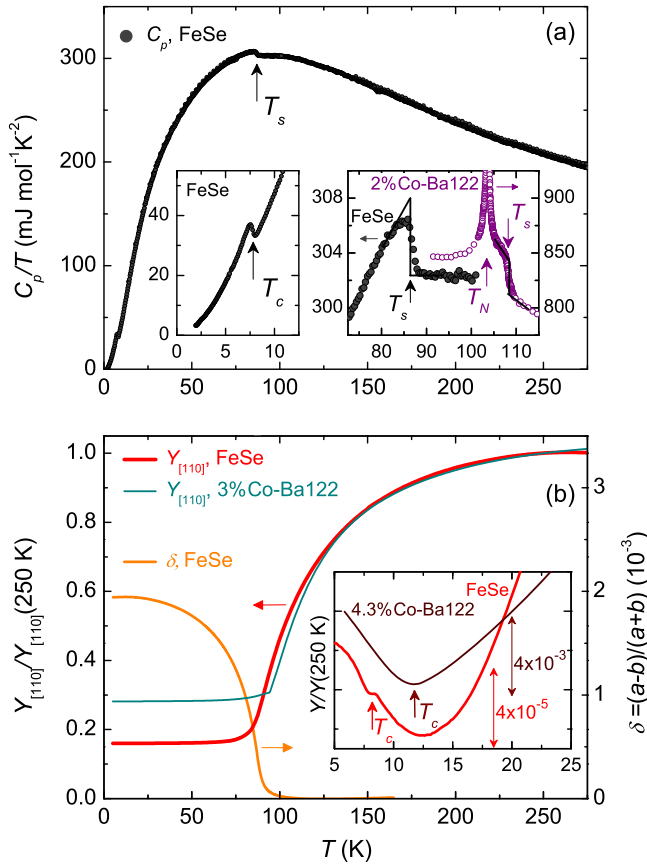 C_p, FeSe
(a)
300
200
100
0
C_p/T (mJ mol⁻¹K⁻²)
T_s
FeSe
40
20
0
0
5
10
T_c
2%Co-Ba122
FeSe
308
304
300
900
850
800
T_s
T_N
T_s
80
90
100
110
0
50
100
150
200
250
Y_[110], FeSe
Y_[110], 3%Co-Ba122
δ, FeSe
(b)
1.0
0.8
0.6
0.4
0.2
0.0
Y_[110]/Y_[110](250 K)
3
2
1
0
δ =(a-b)/(a+b) (10⁻³)
FeSe
4.3%Co-Ba122
Y/Y(250 K)
4x10⁻³
4x10⁻⁵
T_c
T_c
5
10
15
20
25
0
50
100
150
200
250
T (K)